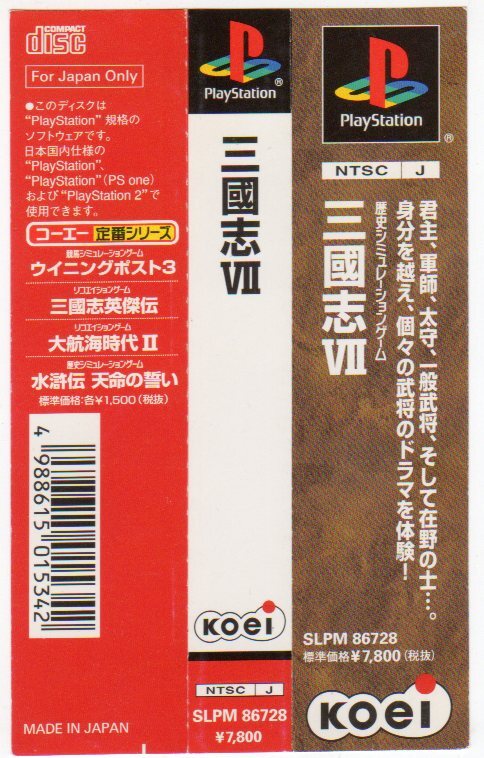 COMPACT
disc
For Japan Only
●このディスクは
“PlayStation” 規格の
ソフトウェアです。
日本国内仕様の
“PlayStation”、
“PlayStation”(PS one)
および“PlayStation 2”で
使用できます。
コーエー 定番シリーズ
競馬シミュレーションゲーム
ウイニングポスト3
リコエイションゲーム
三國志英傑伝
リコエイションゲーム
大航海時代 II
歴史シミュレーションゲーム
水滸伝 天命の誓い
標準価格:各¥1,500(税抜)
4 988615 015342
MADE IN JAPAN
PlayStation®
三國志VII
KOEI
NTSC J
SLPM 86728
¥7,800
PlayStation
®
NTSC J
君主、軍師、太守、一般武将、そして在野の士…。
身分を越え、個々の武将のドラマを体験!
歴史シミュレーションゲーム
三國志VII
SLPM 86728
標準価格¥7,800(税抜)
KOEI